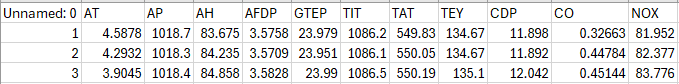 Unnamed: 0 AT AP AH AFDP GTEP TIT TAT TEY CDP CO NOX
1 4.5878 1018.7 83.675 3.5758 23.979 1086.2 549.83 134.67 11.898 0.32663 81.952
2 4.2932 1018.3 84.235 3.5709 23.951 1086.1 550.05 134.67 11.892 0.44784 82.377
3 3.9045 1018.4 84.858 3.5828 23.99 1086.5 550.19 135.1 12.042 0.45144 83.776